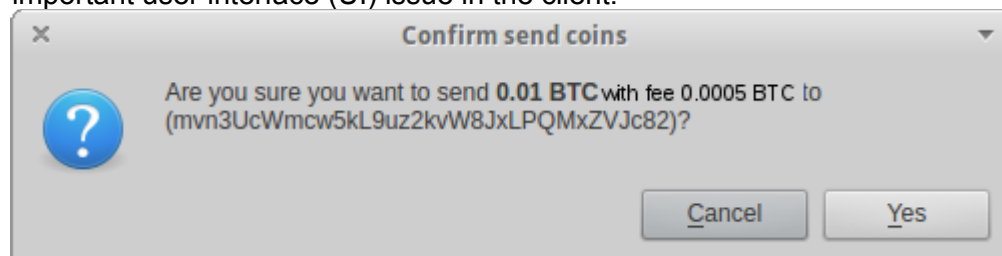 important user interface (UI) issue in the client.
Confirm send coins
Are you sure you want to send 0.01 BTC with fee 0.0005 BTC to
(mvn3UcWmcw5kL9uz2kvW8JxLPQMxZVJc82)?
Cancel
Yes